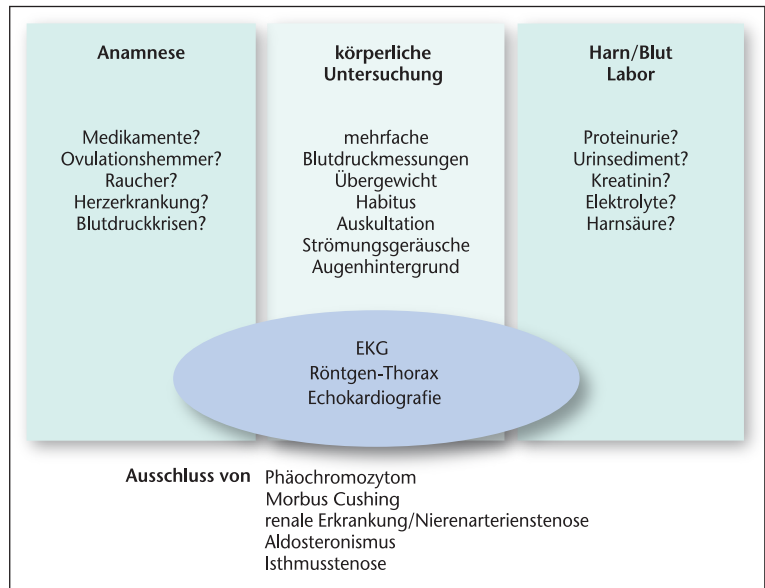 Anamnese
Medikamente?
Ovulationshemmer?
Raucher?
Herzerkrankung?
Blutdruckkrisen?
körperliche
Untersuchung
mehrfache
Blutdruckmessungen
Übergewicht
Habitus
Auskultation
Strömungsgeräusche
Augenhintergrund
Harn/Blut
Labor
Proteinurie?
Urinsediment?
Kreatinin?
Elektrolyte?
Harnsäure?
EKG
Röntgen-Thorax
Echokardiografie
Ausschluss von Phäochromozytom
Morbus Cushing
renale Erkrankung/Nierenarterienstenose
Aldosteronismus
Isthmusstenose